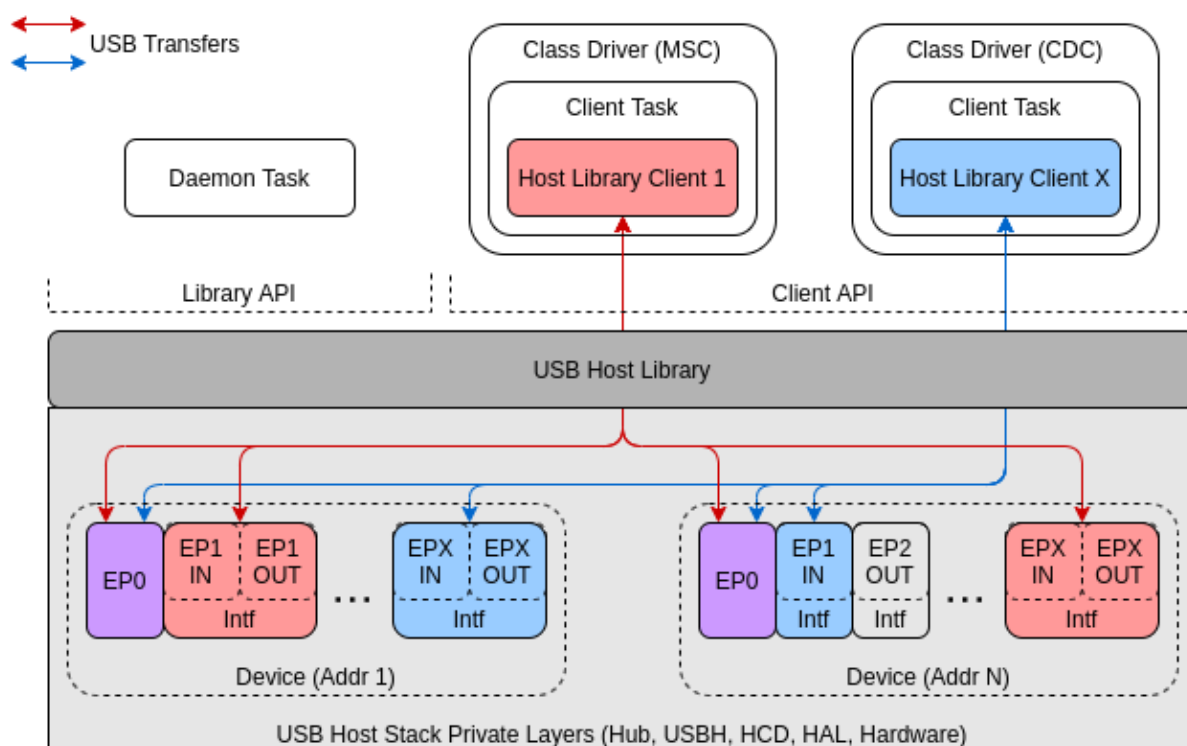 USB Transfers
Class Driver (MSC)
Class Driver (CDC)
Client Task
Client Task
Daemon Task
Host Library Client 1
Host Library Client X
Library API
Client API
USB Host Library
EP0
EP1 IN
EP1 OUT
Intf
...
EPX IN
EPX OUT
Intf
EP0
EP1 IN
Intf
EP2 OUT
Intf
...
EPX IN
EPX OUT
Intf
Device (Addr 1)
Device (Addr N)
USB Host Stack Private Layers (Hub, USBH, HCD, HAL, Hardware)